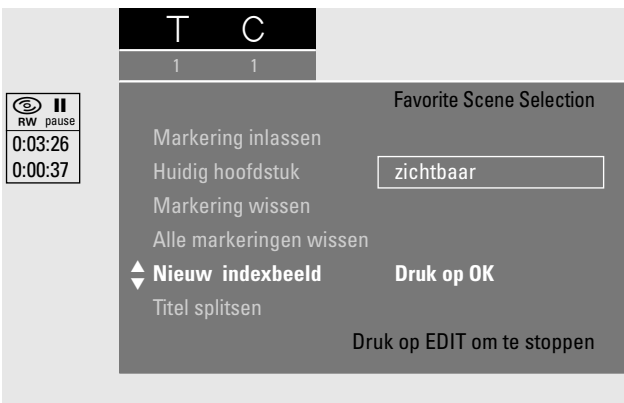 T C
1 1
Favorite Scene Selection
RW pause
0:03:26
0:00:37
Markering inlassen
Huidig hoofdstuk zichtbaar
Markering wissen
Alle markeringen wissen
Nieuw indexbeeld Druk op OK
Titel splitsen
Druk op EDIT om te stoppen